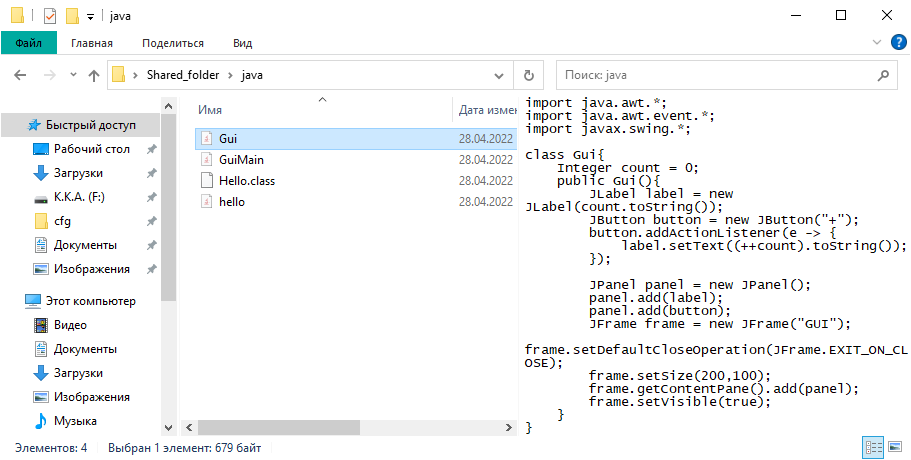 java
Файл Главная Поделиться Вид
Shared_folder java Поиск: java
Быстрый доступ
Рабочий стол
Загрузки
K.K.A. (F:)
cfg
Документы
Изображения
Этот компьютер
Видео
Документы
Загрузки
Изображения
Музыка
Имя Дата измен
Gui 28.04.2022
GuiMain 28.04.2022
Hello.class 28.04.2022
hello 28.04.2022
import java.awt.*;
import java.awt.event.*;
import javax.swing.*;
class Gui{
    Integer count = 0;
    public Gui(){
        JLabel label = new
JLabel(count.toString());
        JButton button = new JButton("+");
        button.addActionListener(e -> {
            label.setText((++count).toString());
        });
        JPanel panel = new JPanel();
        panel.add(label);
        panel.add(button);
        JFrame frame = new JFrame("GUI");
frame.setDefaultCloseOperation(JFrame.EXIT_ON_CL
OSE);
        frame.setSize(200,100);
        frame.getContentPane().add(panel);
        frame.setVisible(true);
    }
}
Элементов: 4 Выбран 1 элемент: 679 байт